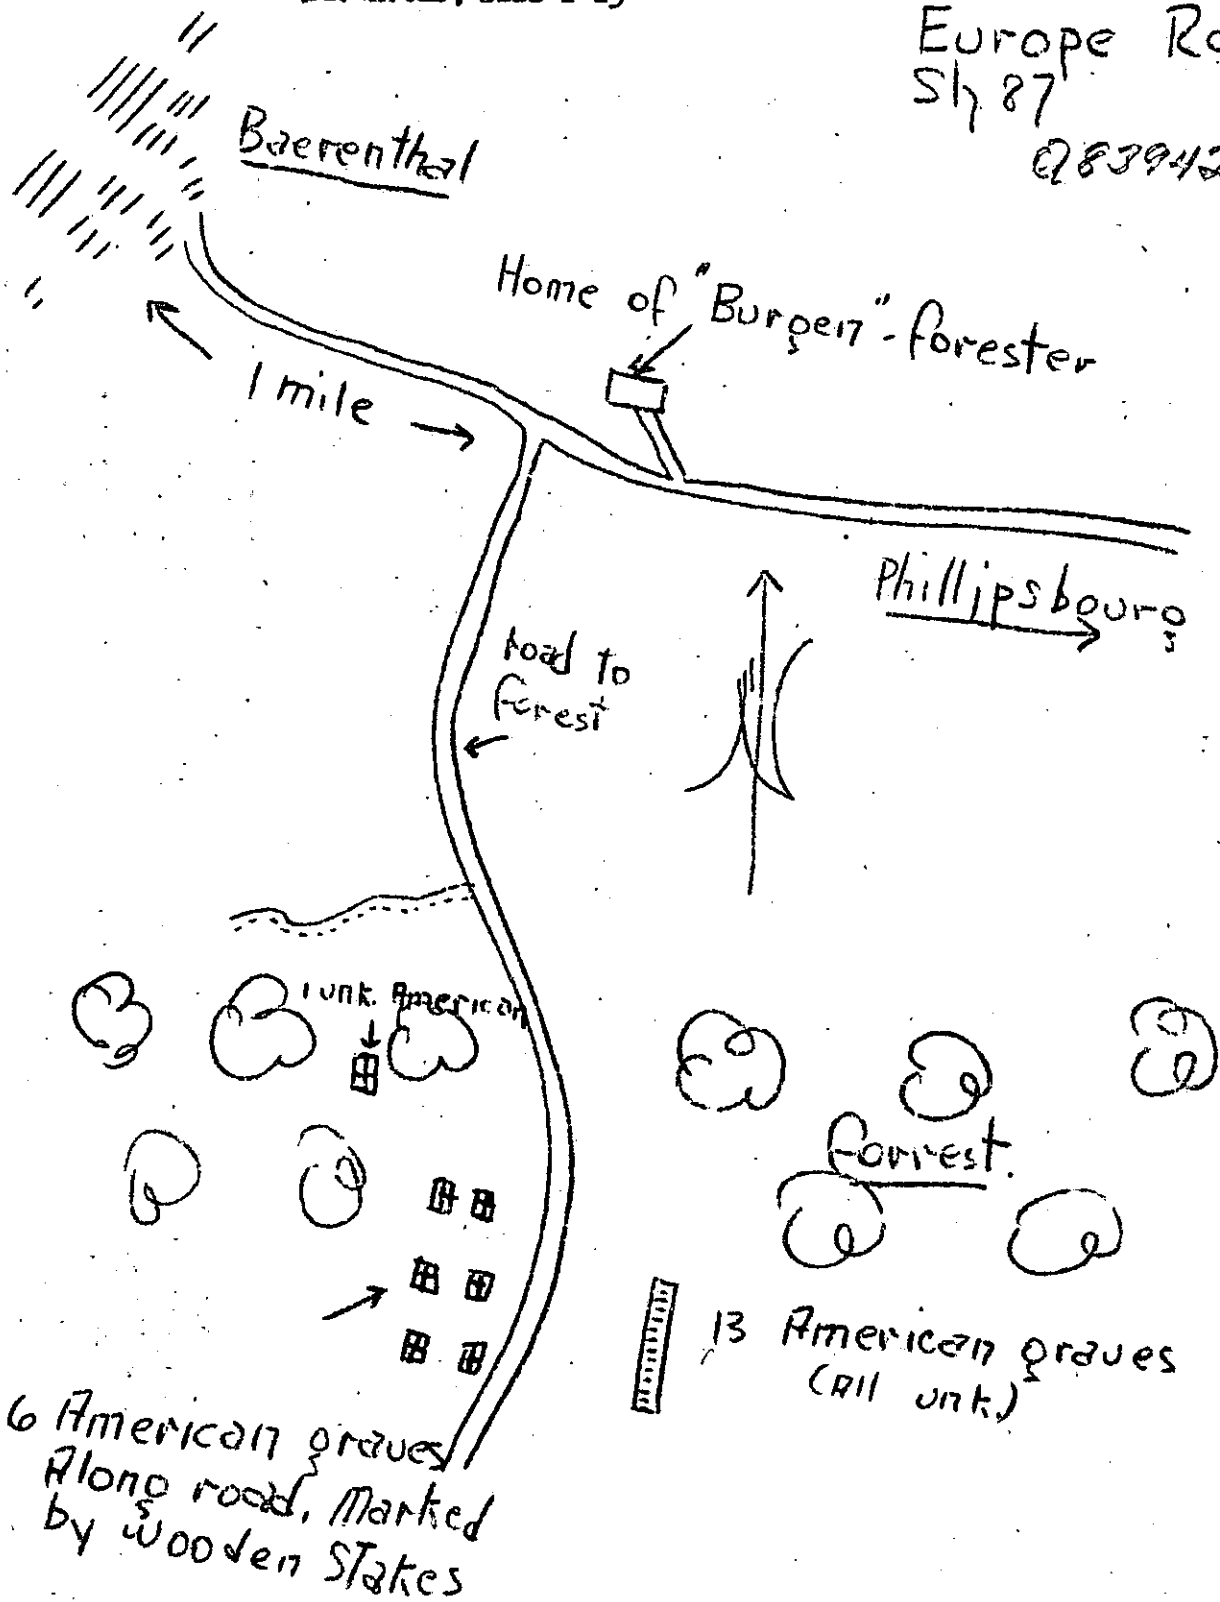 Europe Ro
Sh 87
Q83942
Baerenthal
Home of "Burgen" - forester
1 mile
Phillipsbourg
road to
forest
1 unk. American
forrest.
13 American graves
(All unk.)
6 American graves
Along road, Marked
by wooden Stakes